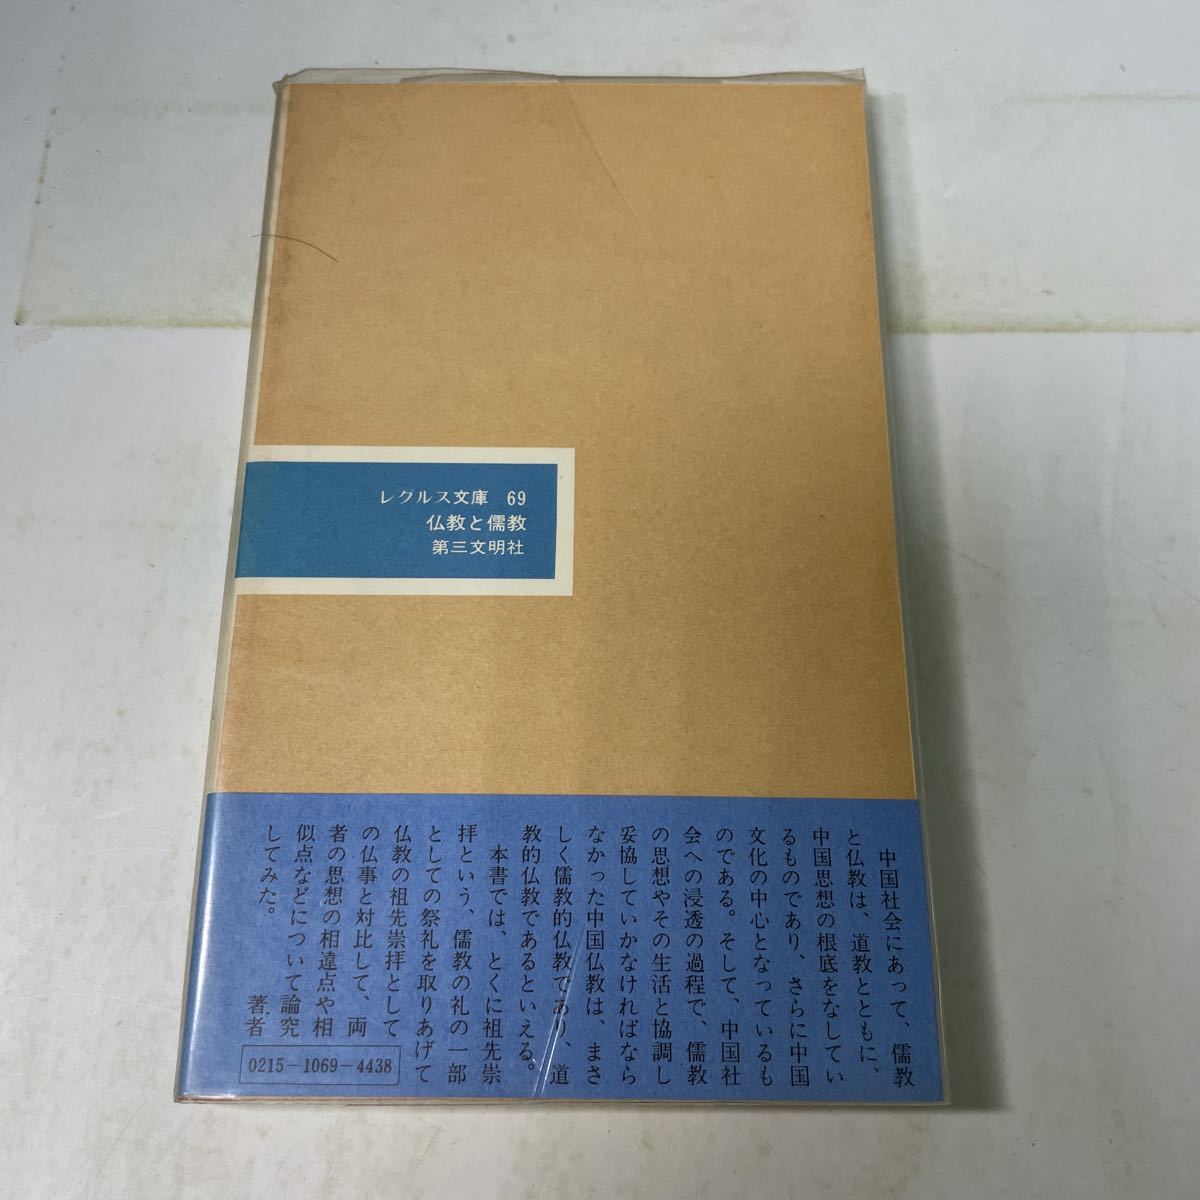 レグルス文庫 69
仏教と儒教
第三文明社
中国社会にあって、儒教
と仏教は、道教とともに、
中国思想の根底をなしてい
るものであり、さらに中国
文化の中心となっているも
のである。そして、中国社
会への浸透の過程で、儒教
の思想やその生活と協調し
妥協していかなければなら
なかった中国仏教は、まさ
しく儒教的仏教であり、道
教的仏教であるといえる。
本書では、とくに祖先崇
拝という、儒教の礼の一部
としての祭礼を取りあげて
仏教の祖先崇拝として
の仏事と対比して、両
者の思想の相違点や相
似点などについて論究
してみた。
著者
0215-1069-4438